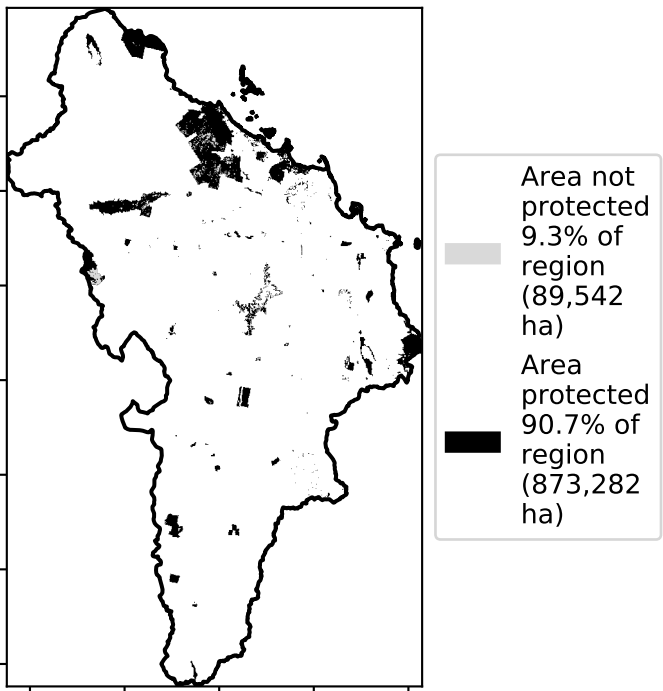 Area not
protected
9.3% of
region
(89,542
ha)
Area
protected
90.7% of
region
(873,282
ha)